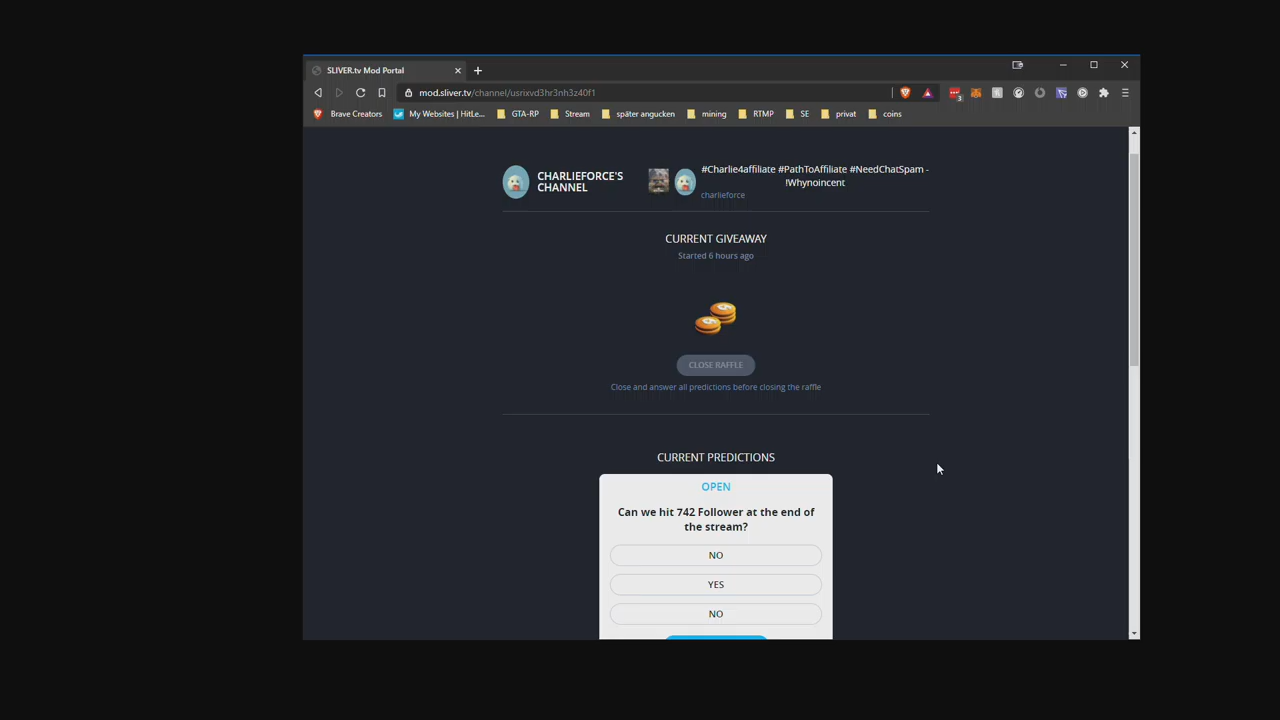 SLIVER.tv Mod Portal
mod.sliver.tv/channel/usrixvd3hr3nh3z40f1
3
Brave Creators
My Websites | HitLe...
GTA-RP
Stream
später angucken
mining
RTMP
SE
privat
coins
CHARLIEFORCE'S
CHANNEL
#Charlie4affiliate #PathToAffiliate #NeedChatSpam -
!Whynoincent
charlieforce
CURRENT GIVEAWAY
Started 6 hours ago
CLOSE RAFFLE
Close and answer all predictions before closing the raffle
CURRENT PREDICTIONS
OPEN
Can we hit 742 Follower at the end of
the stream?
NO
YES
NO